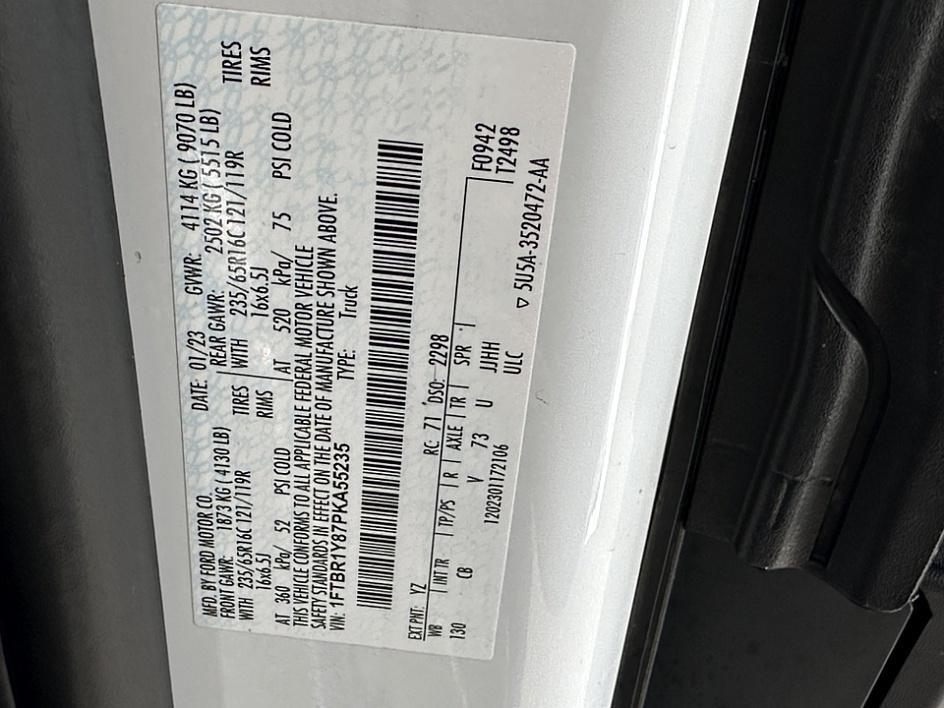 MFD. BY FORD MOTOR CO. DATE: 01/23 GVWR: 4114 KG ( 9070 LB)
FRONT GAWR: 1873 KG ( 4130 LB) REAR GAWR: 2502 KG ( 5515 LB)
WITH 235/65R16C 121/119R TIRES WITH 235/65R16C 121/119R TIRES
16x6.5J RIMS 16x6.5J RIMS
AT 360 kPa/ 52 PSI COLD AT 520 kPa/ 75 PSI COLD
THIS VEHICLE CONFORMS TO ALL APPLICABLE FEDERAL MOTOR VEHICLE
SAFETY STANDARDS IN EFFECT ON THE DATE OF MANUFACTURE SHOWN ABOVE.
VIN: 1FTBR1Y87PKA55235 TYPE: Truck
EXT PNT: YZ RC: 71 DSO: 2298 F0942
WB INT TR TP/PS R AXLE TR SPR T2498
130 CB V 73 U JHH
1202301172106 ULC
▽ 5U5A-3520472-AA